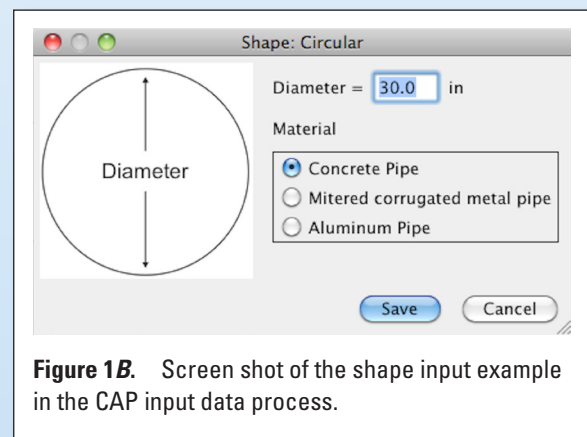 Shape: Circular
Diameter = 30.0 in
Material
Diameter
Concrete Pipe
Mitered corrugated metal pipe
Aluminum Pipe
Save Cancel
Figure 1B. Screen shot of the shape input example
in the CAP input data process.